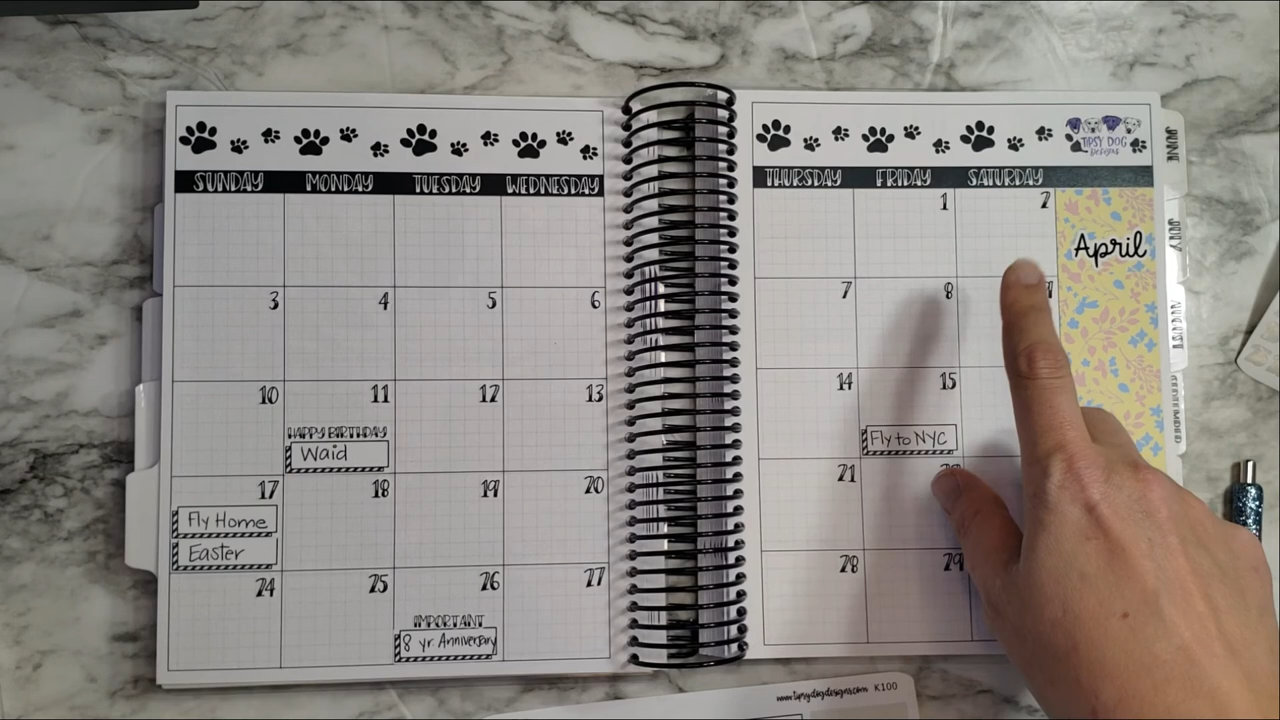 TIPSY DOG
DESIGNS
SUNDAY MONDAY TUESDAY WEDNESDAY THURSDAY FRIDAY SATURDAY
1 2
April
3 4 5 6 7 8
10 11 12 13 14 15
HAPPY BIRTHDAY
Waid
Fly to NYC
17 18 19 20 21
Fly Home
Easter
24 25 26 27 28 29
IMPORTANT
8 yr Anniversary
JUNE
JULY
AUGUST
SEPTEMBER
www.tipsydogdesigns.com K100